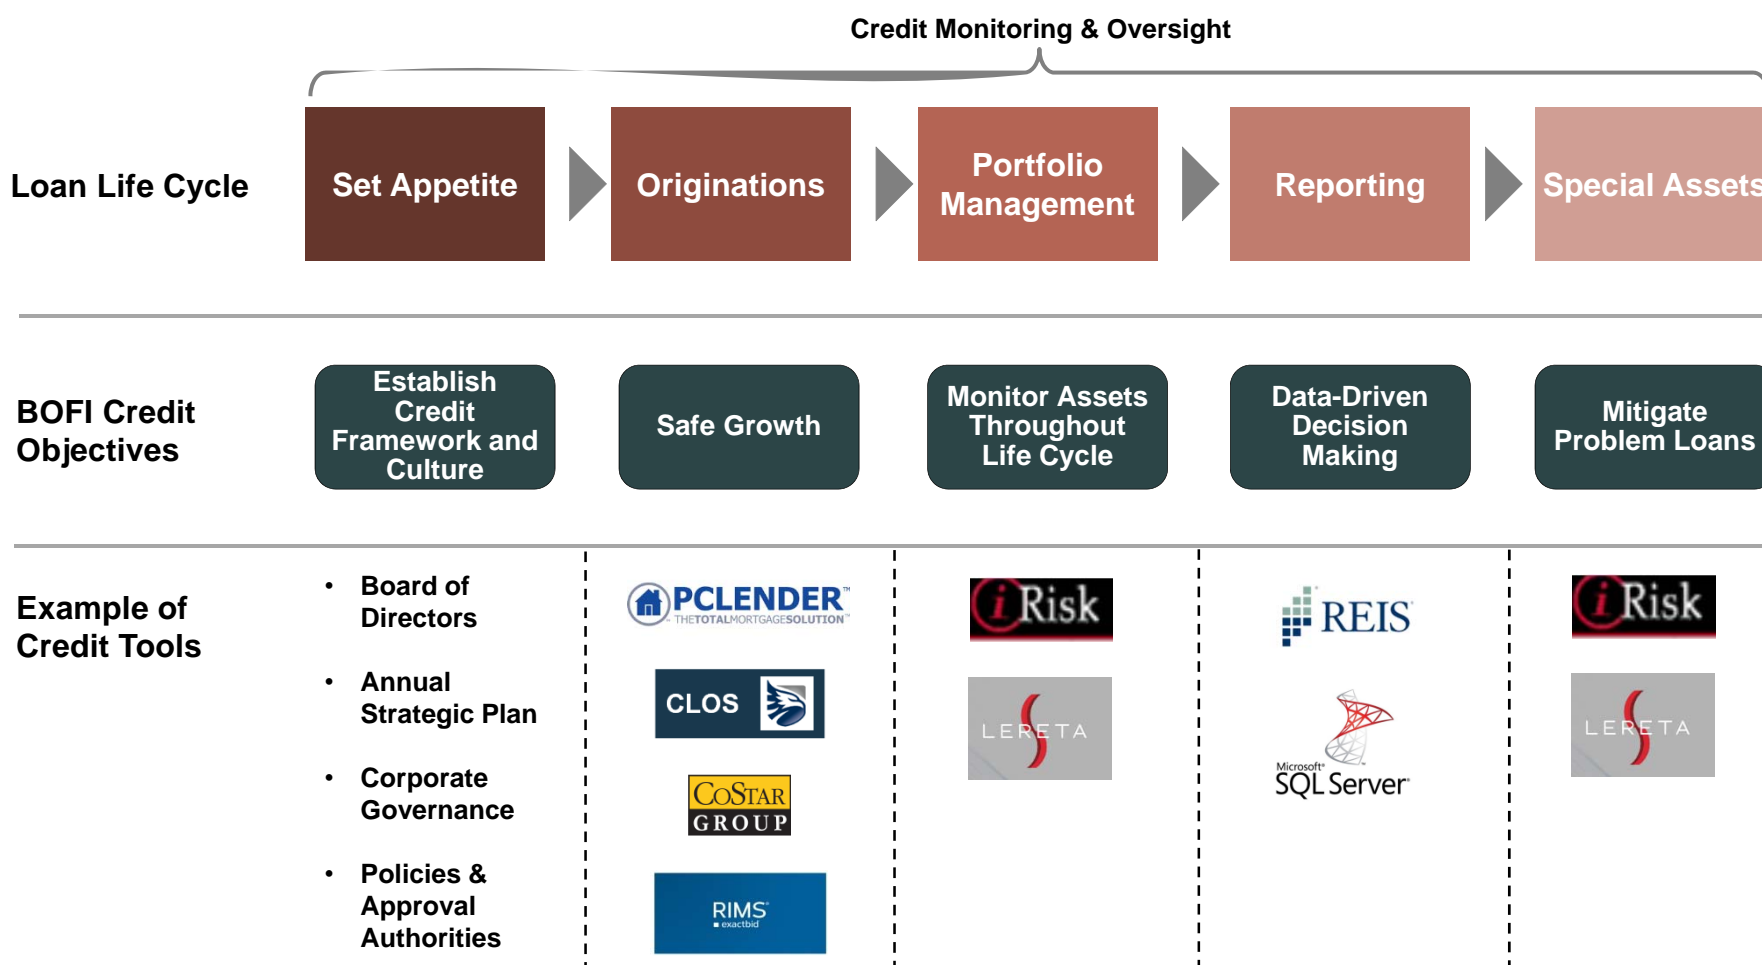 Credit Monitoring & Oversight
Loan Life Cycle
Set Appetite
Originations
Portfolio
Management
Reporting
Special Assets
BOFI Credit
Objectives
Establish
Credit
Framework and
Culture
Safe Growth
Monitor Assets
Throughout
Life Cycle
Data-Driven
Decision
Making
Mitigate
Problem Loans
Example of
Credit Tools
• Board of
Directors
• Annual
Strategic Plan
• Corporate
Governance
• Policies &
Approval
Authorities
PCLENDER™
THETOTALMORTGAGESOLUTION™
CLOS
COSTAR
GROUP
RIMS
exactbid
iRisk
LERETA
REIS
Microsoft®
SQL Server
iRisk
LERETA